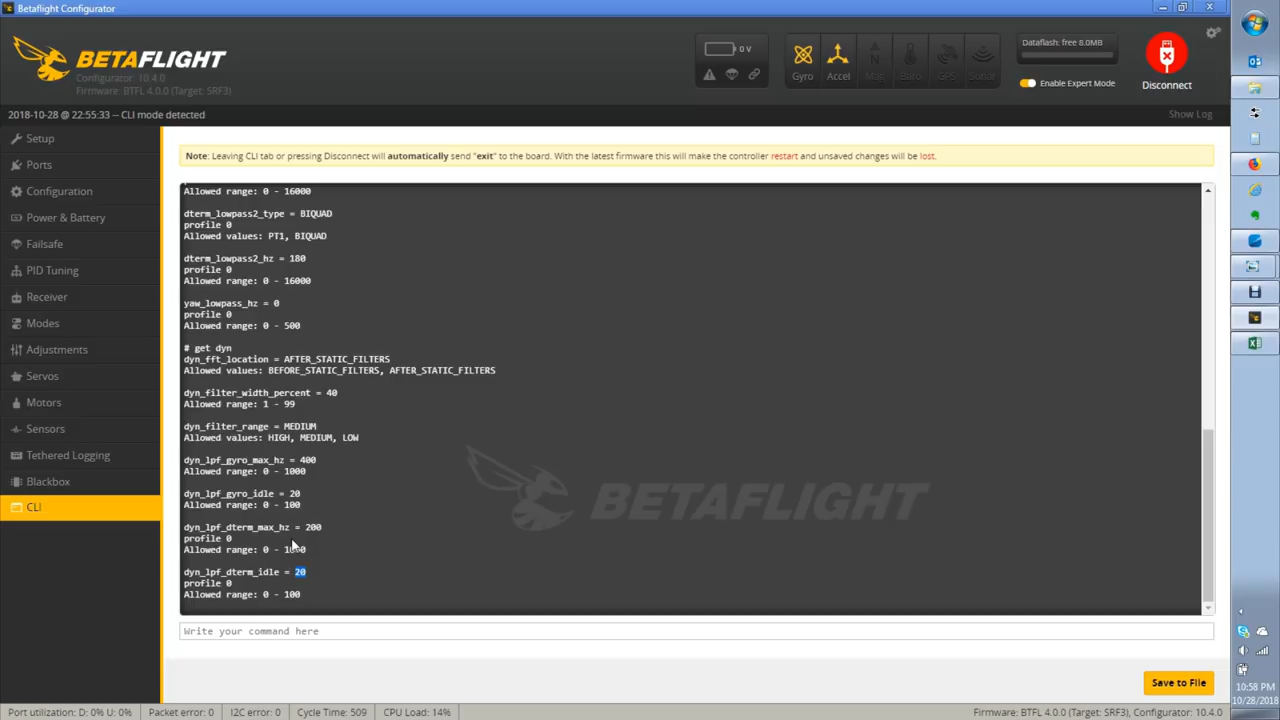 Betaflight Configurator
BETAFLIGHT
Configurator: 10.4.0
Firmware: BTFL 4.0.0 (Target: SRF3)
0 V
Gyro
Accel
Mag
Baro
GPS
Sonar
Dataflash: free 8.0MB
Enable Expert Mode
Disconnect
2018-10-28 @ 22:55:33 -- CLI mode detected
Show Log
Setup
Ports
Configuration
Power & Battery
Failsafe
PID Tuning
Receiver
Modes
Adjustments
Servos
Motors
Sensors
Tethered Logging
Blackbox
CLI
Note: Leaving CLI tab or pressing Disconnect will automatically send "exit" to the board. With the latest firmware this will make the controller restart and unsaved changes will be lost.
Allowed range: 0 - 16000
dterm_lowpass2_type = BIQUAD
profile 0
Allowed values: PT1, BIQUAD
dterm_lowpass2_hz = 180
profile 0
Allowed range: 0 - 16000
yaw_lowpass_hz = 0
profile 0
Allowed range: 0 - 500
# get dyn
dyn_fft_location = AFTER_STATIC_FILTERS
Allowed values: BEFORE_STATIC_FILTERS, AFTER_STATIC_FILTERS
dyn_filter_width_percent = 40
Allowed range: 1 - 99
dyn_filter_range = MEDIUM
Allowed values: HIGH, MEDIUM, LOW
dyn_lpf_gyro_max_hz = 400
Allowed range: 0 - 1000
dyn_lpf_gyro_idle = 20
Allowed range: 0 - 100
dyn_lpf_dterm_max_hz = 200
profile 0
Allowed range: 0 - 1000
dyn_lpf_dterm_idle = 20
profile 0
Allowed range: 0 - 100
BETAFLIGHT
Write your command here
Save to File
Port utilization: D: 0% U: 0%
Packet error: 0
I2C error: 0
Cycle Time: 509
CPU Load: 14%
Firmware: BTFL 4.0.0 (Target: SRF3), Configurator: 10.4.0
10:58 PM
10/28/201